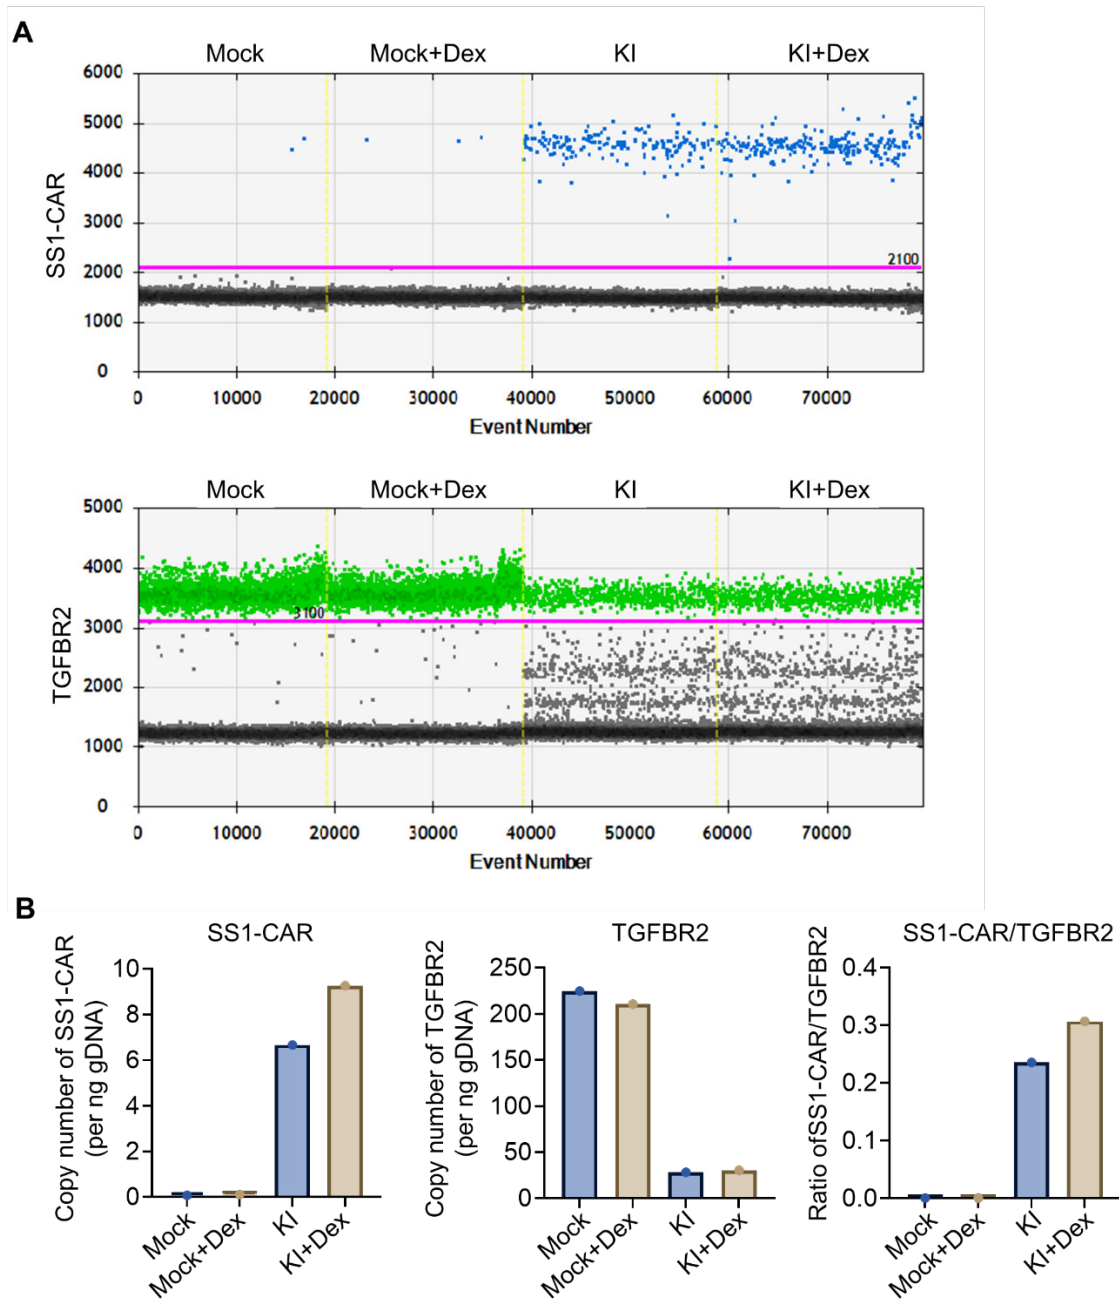 A
Mock Mock+Dex KI KI+Dex
6000
5000
4000
3000
2000
1000
0
SS1-CAR
2100
0 10000 20000 30000 40000 50000 60000 70000
Event Number
Mock Mock+Dex KI KI+Dex
5000
4000
3000
2000
1000
0
TGFBR2
3100
0 10000 20000 30000 40000 50000 60000 70000
Event Number
B
SS1-CAR
Copy number of SS1-CAR
(per ng gDNA)
10
8
6
4
2
0
Mock
Mock+Dex
KI
KI+Dex
TGFBR2
Copy number of TGFBR2
(per ng gDNA)
250
200
150
100
50
0
Mock
Mock+Dex
KI
KI+Dex
SS1-CAR/TGFBR2
Ratio ofSS1-CAR/TGFBR2
0.4
0.3
0.2
0.1
0.0
Mock
Mock+Dex
KI
KI+Dex